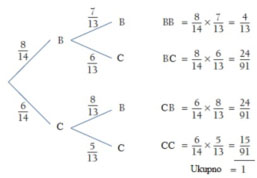 7/13 B BB = 8/14 × 7/13 = 4/13
8/14 B
6/13 C BC = 8/14 × 6/13 = 24/91
8/13 B CB = 6/14 × 8/13 = 24/91
6/14 C
5/13 C CC = 6/14 × 5/13 = 15/91
Ukupno = 1